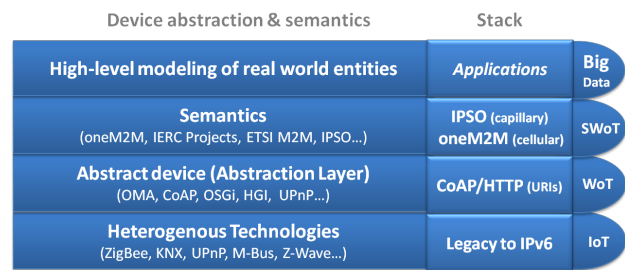 Device abstraction & semantics Stack
High-level modeling of real world entities Applications Big
Data
Semantics IPSO (capillary)
(oneM2M, IERC Projects, ETSI M2M, IPSO…) oneM2M (cellular) SWoT
Abstract device (Abstraction Layer)
(OMA, CoAP, OSGi, HGI, UPnP…) CoAP/HTTP (URIs) WoT
Heterogenous Technologies
(ZigBee, KNX, UPnP, M-Bus, Z-Wave…) Legacy to IPv6 IoT